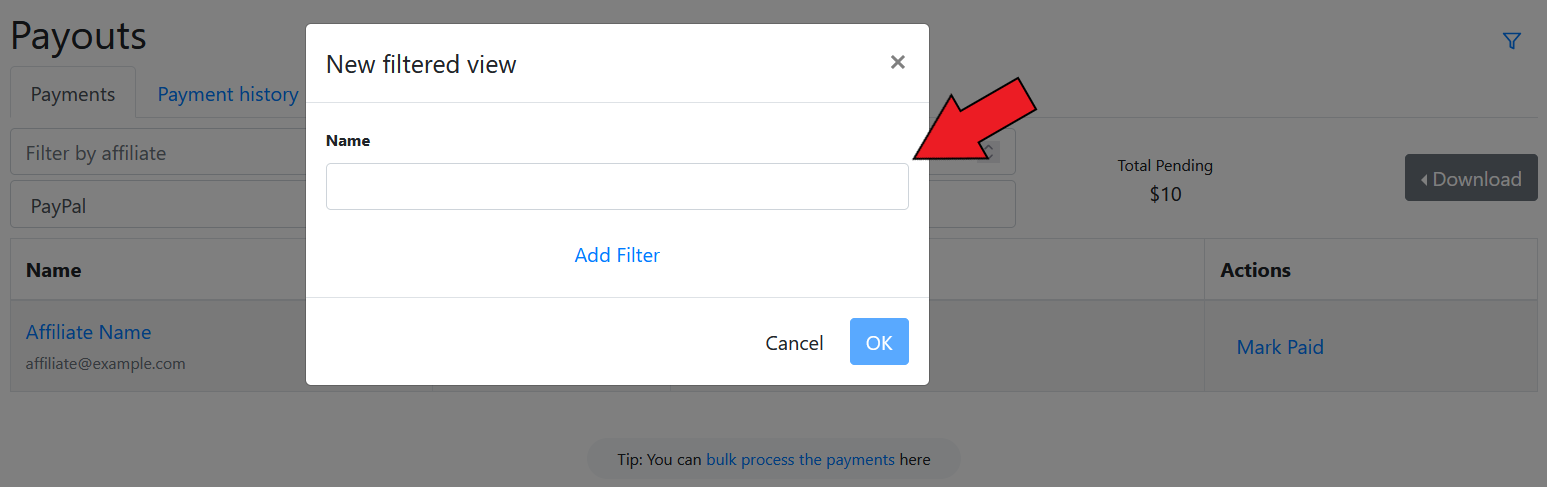 Payouts
New filtered view
×
Payments
Payment history
Name
Filter by affiliate
Total Pending
Download
PayPal
$10
Add Filter
Name
Actions
Affiliate Name
Cancel
OK
Mark Paid
affiliate@example.com
Tip: You can bulk process the payments here